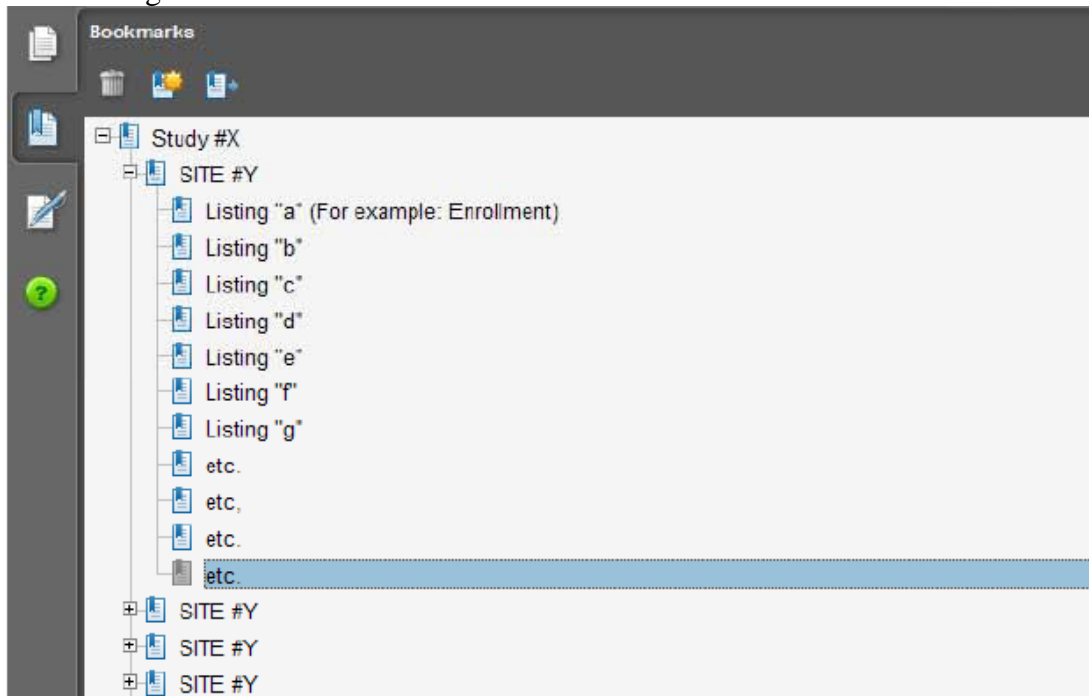 Bookmarks
Study #X
SITE #Y
Listing "a" (For example: Enrollment)
Listing "b"
Listing "c"
Listing "d"
Listing "e"
Listing "f"
Listing "g"
etc.
etc,
etc.
etc.
SITE #Y
SITE #Y
SITE #Y